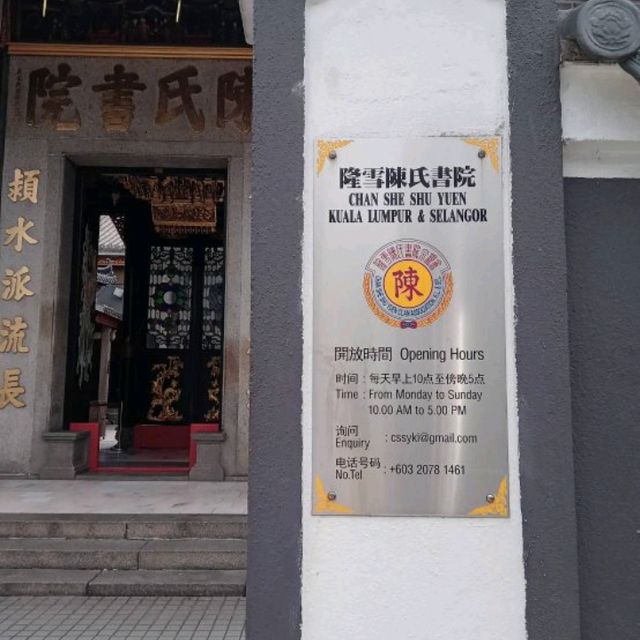 陳氏書院
頖水派流長
隆雪陳氏書院
CHAN SHE SHU YUEN
KUALA LUMPUR & SELANGOR
陳
開放時間 Opening Hours
时间 : 每天早上10点至傍晚5点
Time : From Monday to Sunday
10.00 AM to 5.00 PM
询问
Enquiry : cssykl@gmail.com
电话号码
No.Tel : +603 2078 1461